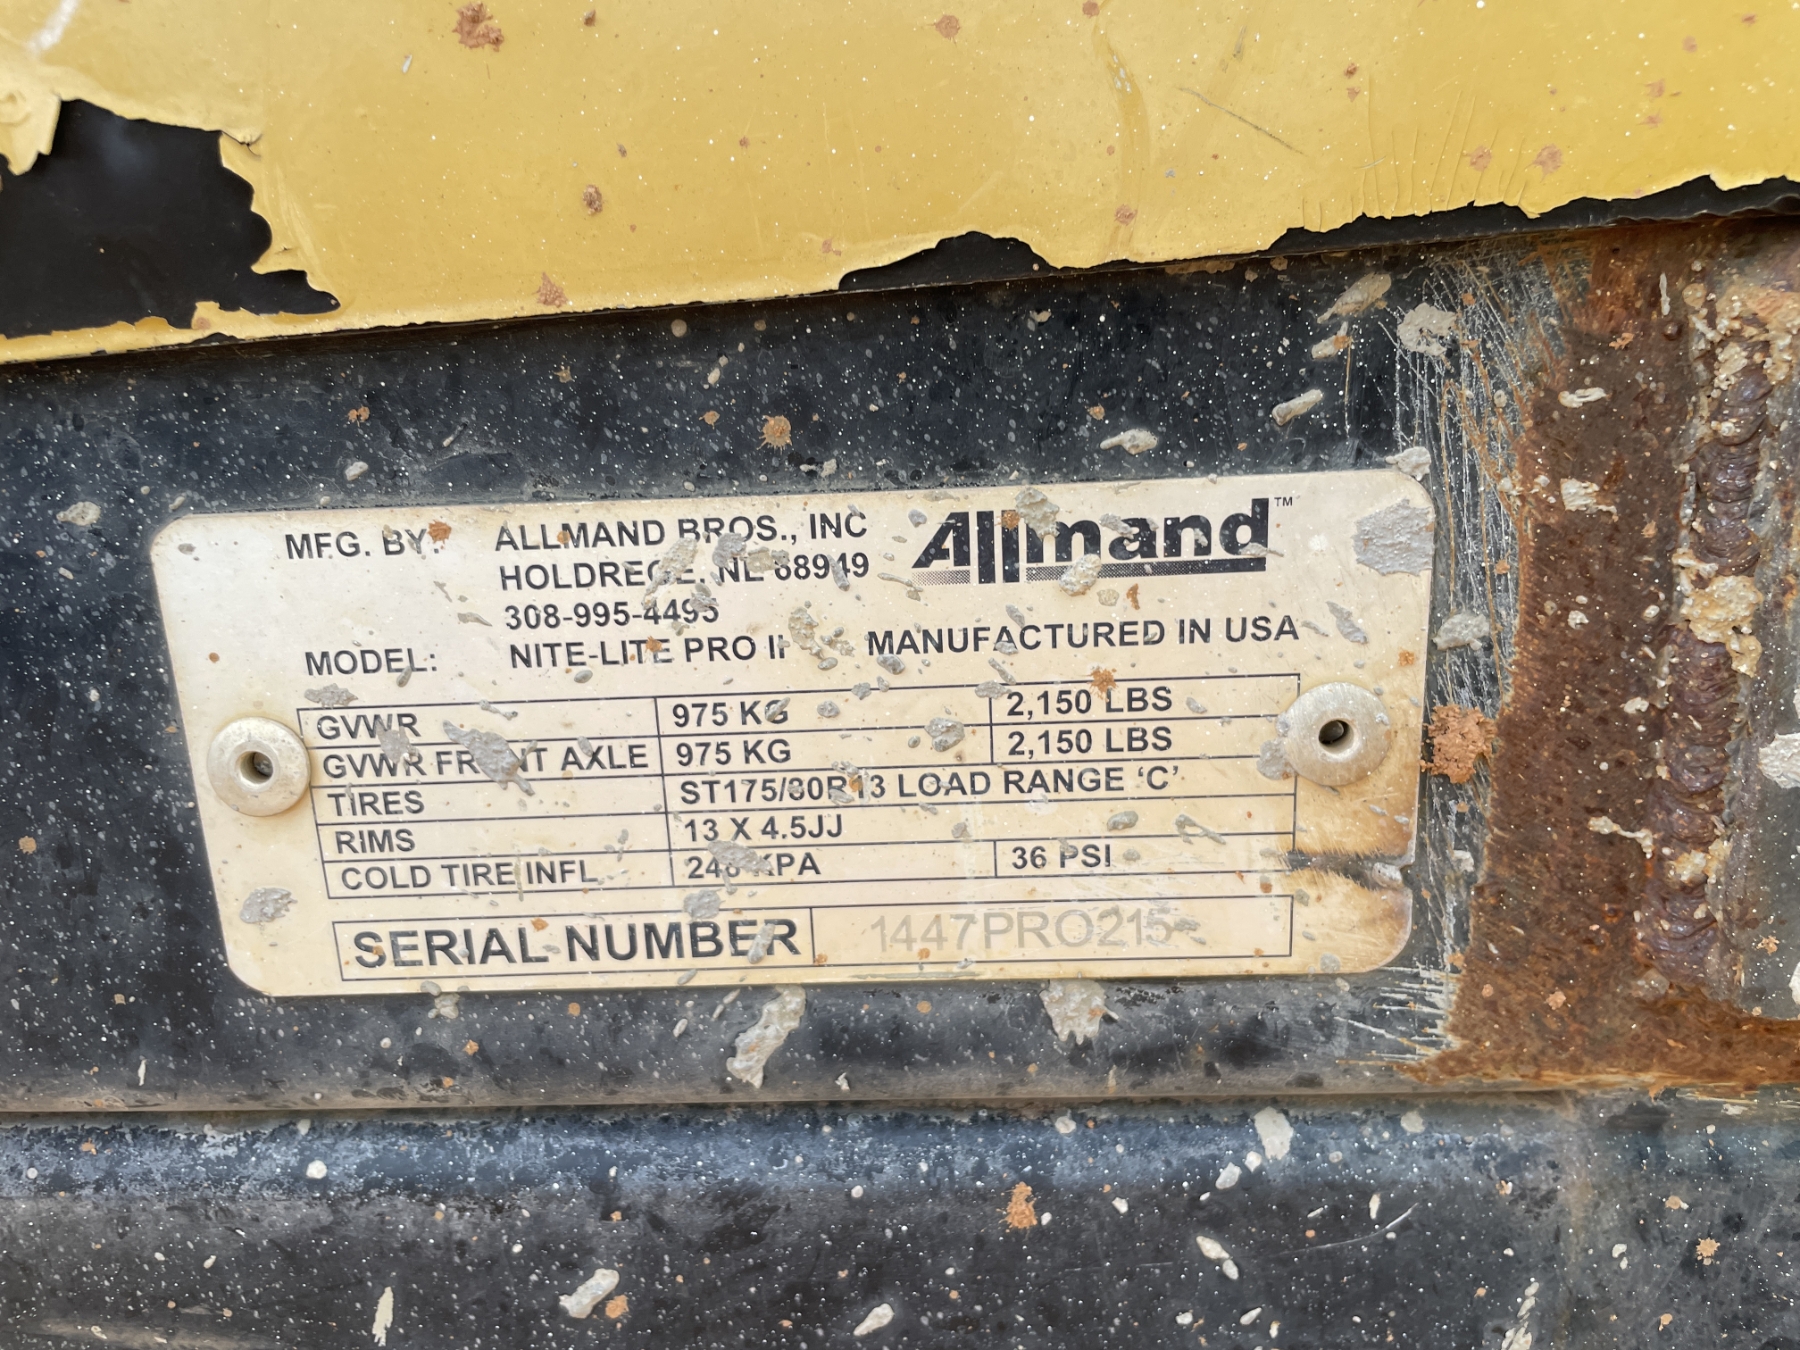 MFG. BY: ALLMAND BROS., INC Allmand™
HOLDREGE, 68949
308-995-4495
MODEL: NITE-LITE PRO II MANUFACTURED IN USA
GVWR 975 KG 2,150 LBS
GVWR FRONT AXLE 975 KG 2,150 LBS
TIRES ST175/80R13 LOAD RANGE ‘C’
RIMS 13 X 4.5JJ
COLD TIRE INFL KPA 36 PSI
SERIAL NUMBER 1447PRO215